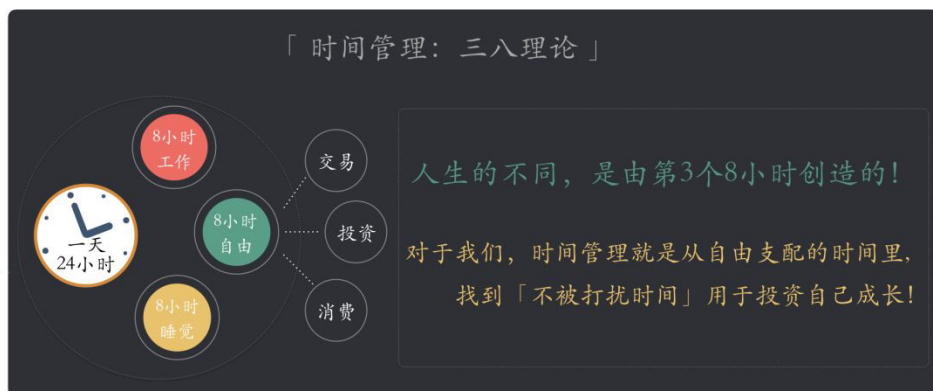 「时间管理：三八理论」
8小时
工作
一天
24小时
8小时
自由
8小时
睡觉
交易
投资
消费
人生的不同，是由第3个8小时创造的！
对于我们，时间管理就是从自由支配的时间里，
找到「不被打扰时间」用于投资自己成长！